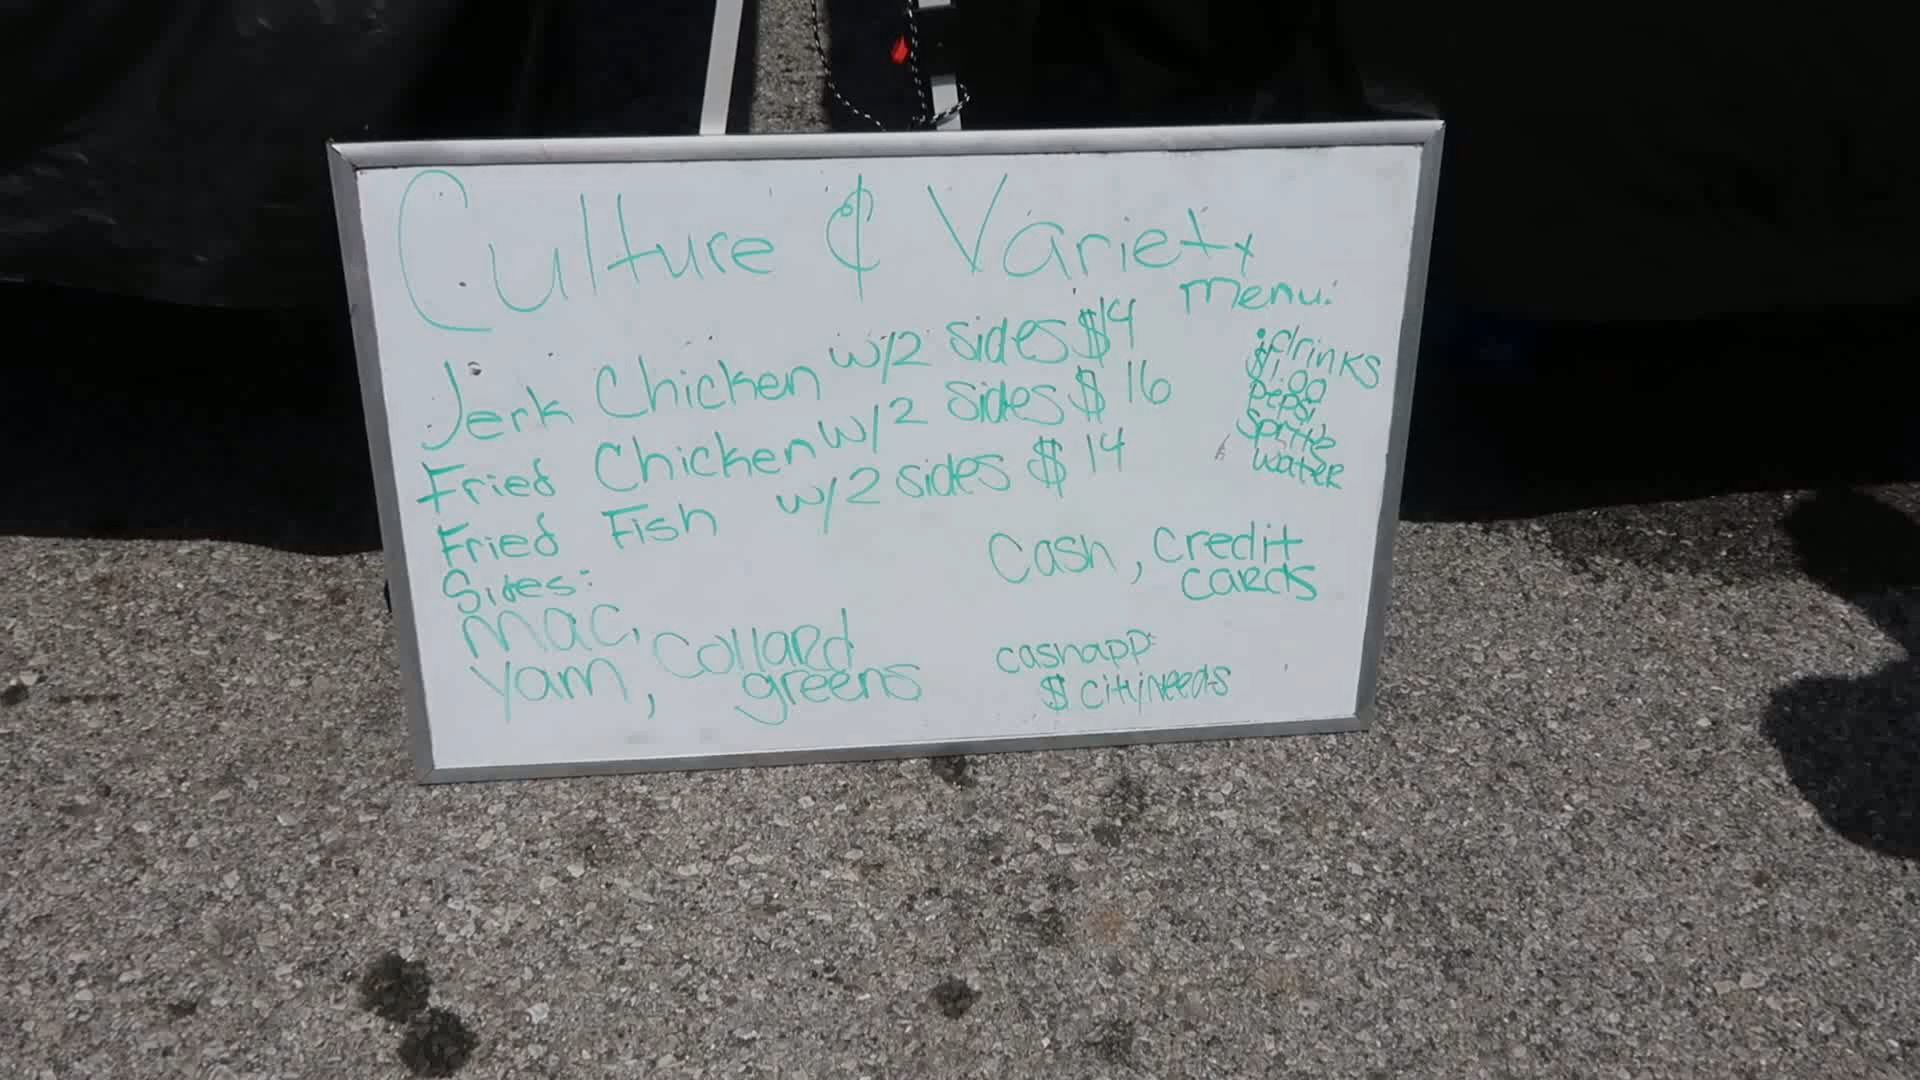 Culture & Variety
Menu:
Jerk Chicken w/2 sides $14
Fried Chicken w/2 sides $16
Fried Fish w/2 sides $14
Sides:
Mac,
Yam, Collard
greens
drinks
$1.00
Pepsi
Sprite
Water
Cash, Credit
cards
cashapp:
$cityneeds